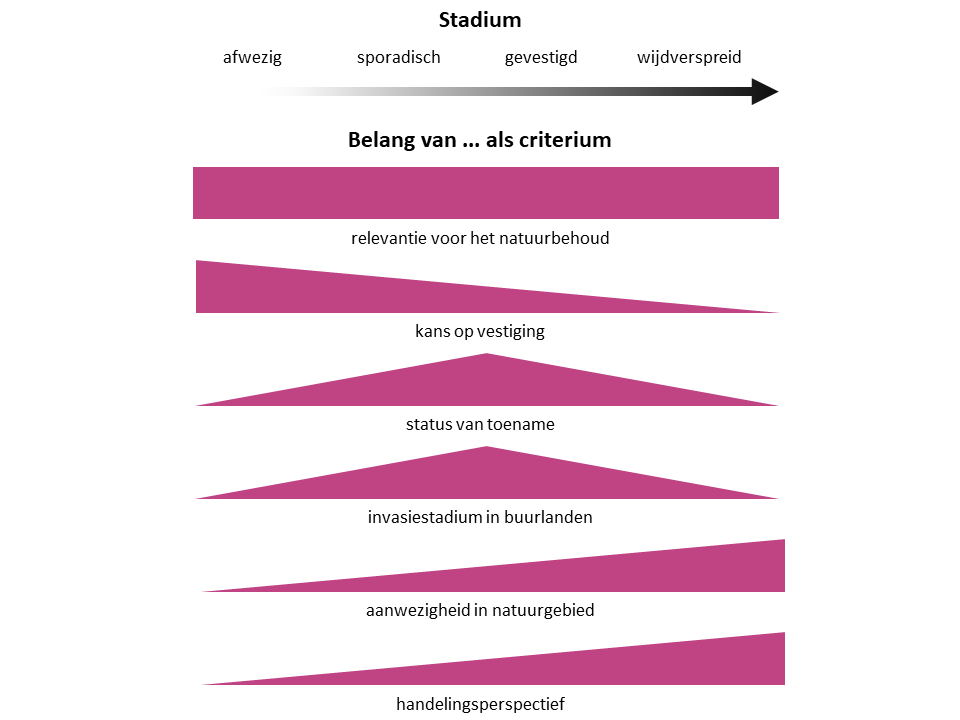 Stadium
afwezig sporadisch gevestigd wijdverspreid
Belang van ... als criterium
relevantie voor het natuurbehoud
kans op vestiging
status van toename
invasiestadium in buurlanden
aanwezigheid in natuurgebied
handelingsperspectief